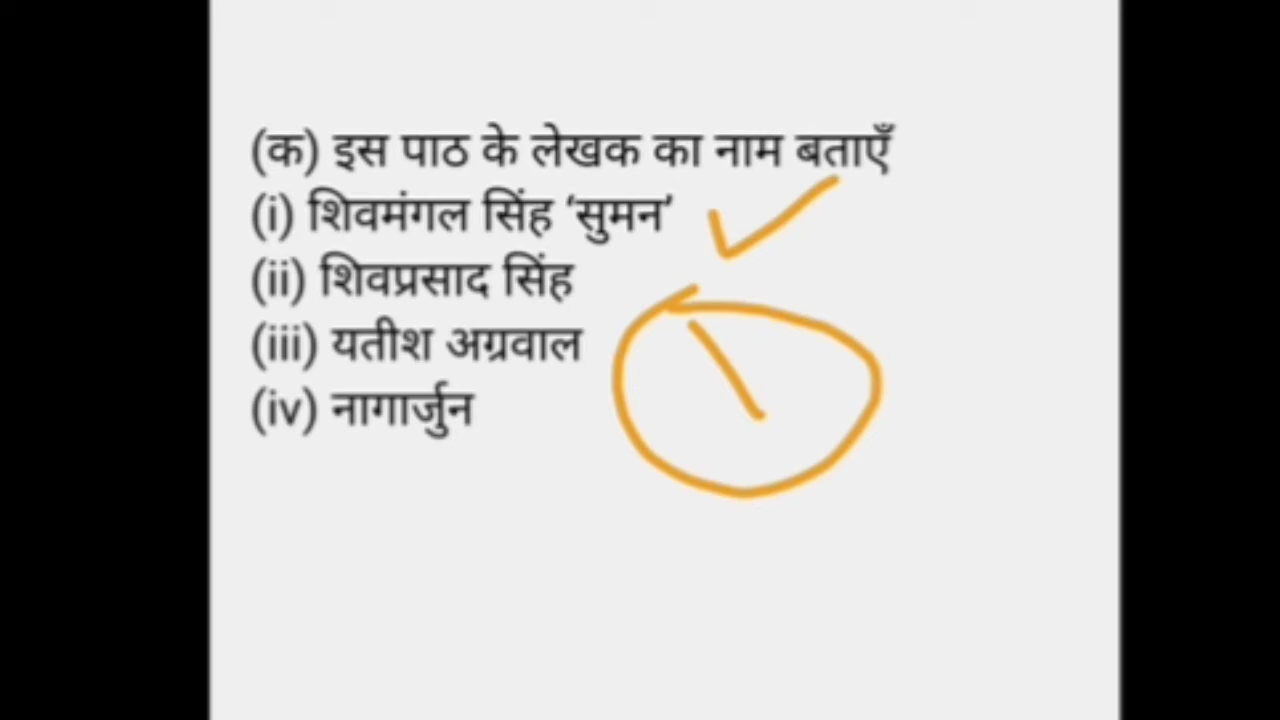 (क) इस पाठ के लेखक का नाम बताएँ
(i) शिवमंगल सिंह ‘सुमन’
(ii) शिवप्रसाद सिंह
(iii) यतीश अग्रवाल
(iv) नागार्जुन